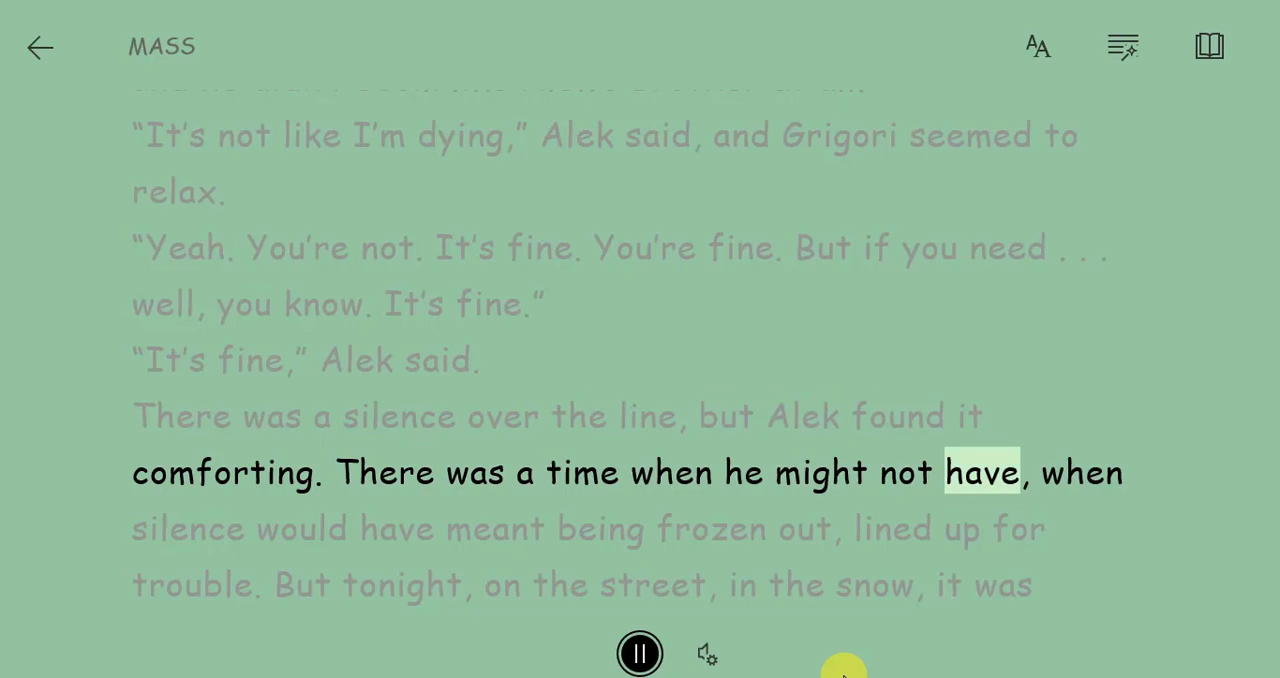 MASS
“It’s not like I’m dying,” Alek said, and Grigori seemed to
relax.
“Yeah. You’re not. It’s fine. You’re fine. But if you need . . .
well, you know. It’s fine.”
“It’s fine,” Alek said.
There was a silence over the line, but Alek found it
comforting. There was a time when he might not have, when
silence would have meant being frozen out, lined up for
trouble. But tonight, on the street, in the snow, it was